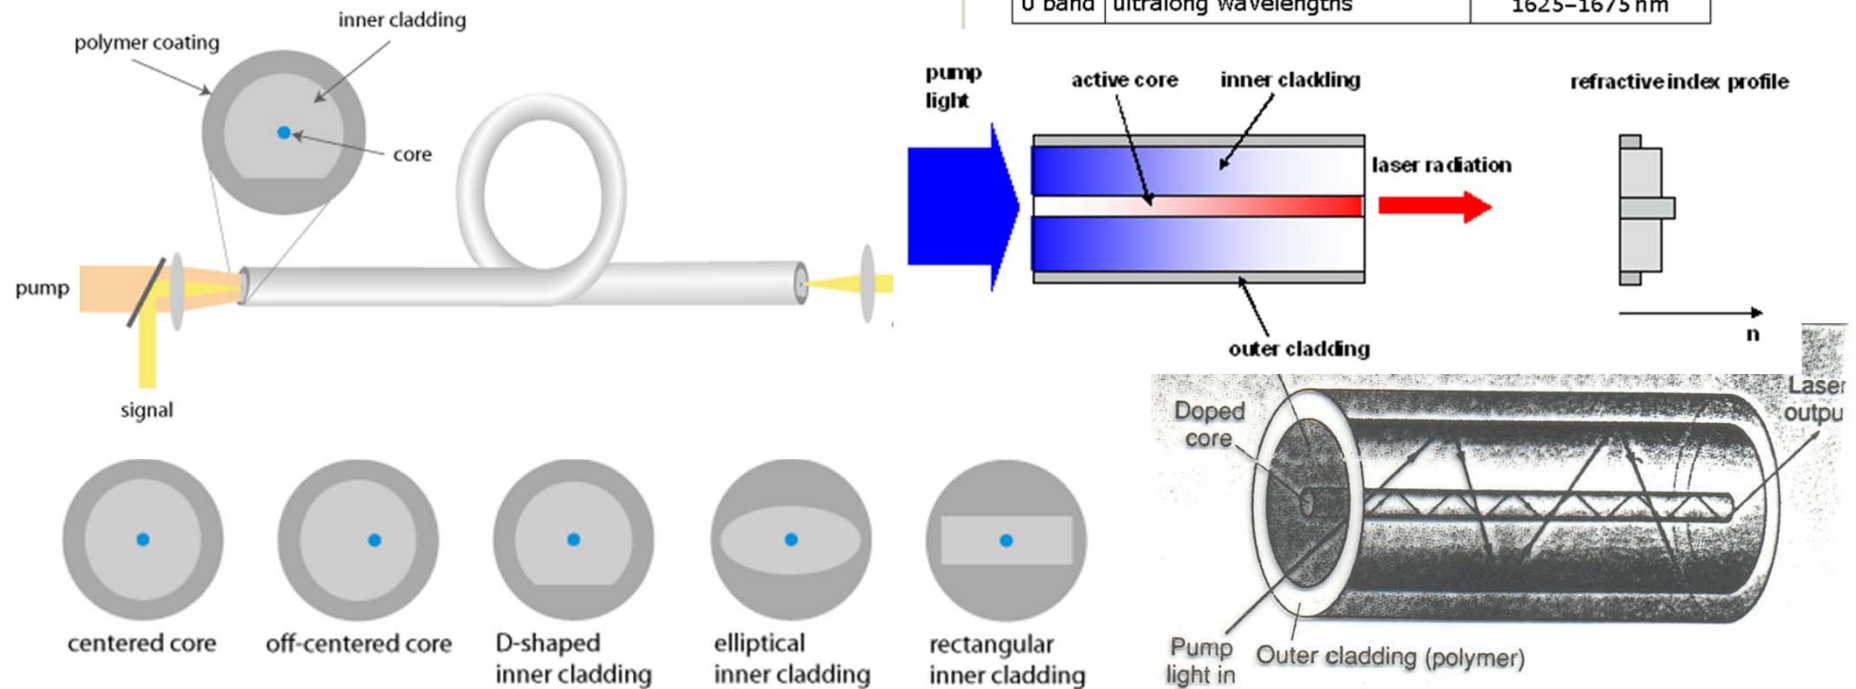 U band ultralong wavelengths 1625–1675 nm
inner cladding
polymer coating
core
pump
signal
pump
light
active core
inner cladding
refractive index profile
laser radiation
outer cladding
n
Doped
core
Laser
Pump
light in
Outer cladding (polymer)
centered core
off-centered core
D-shaped
inner cladding
elliptical
inner cladding
rectangular
inner cladding